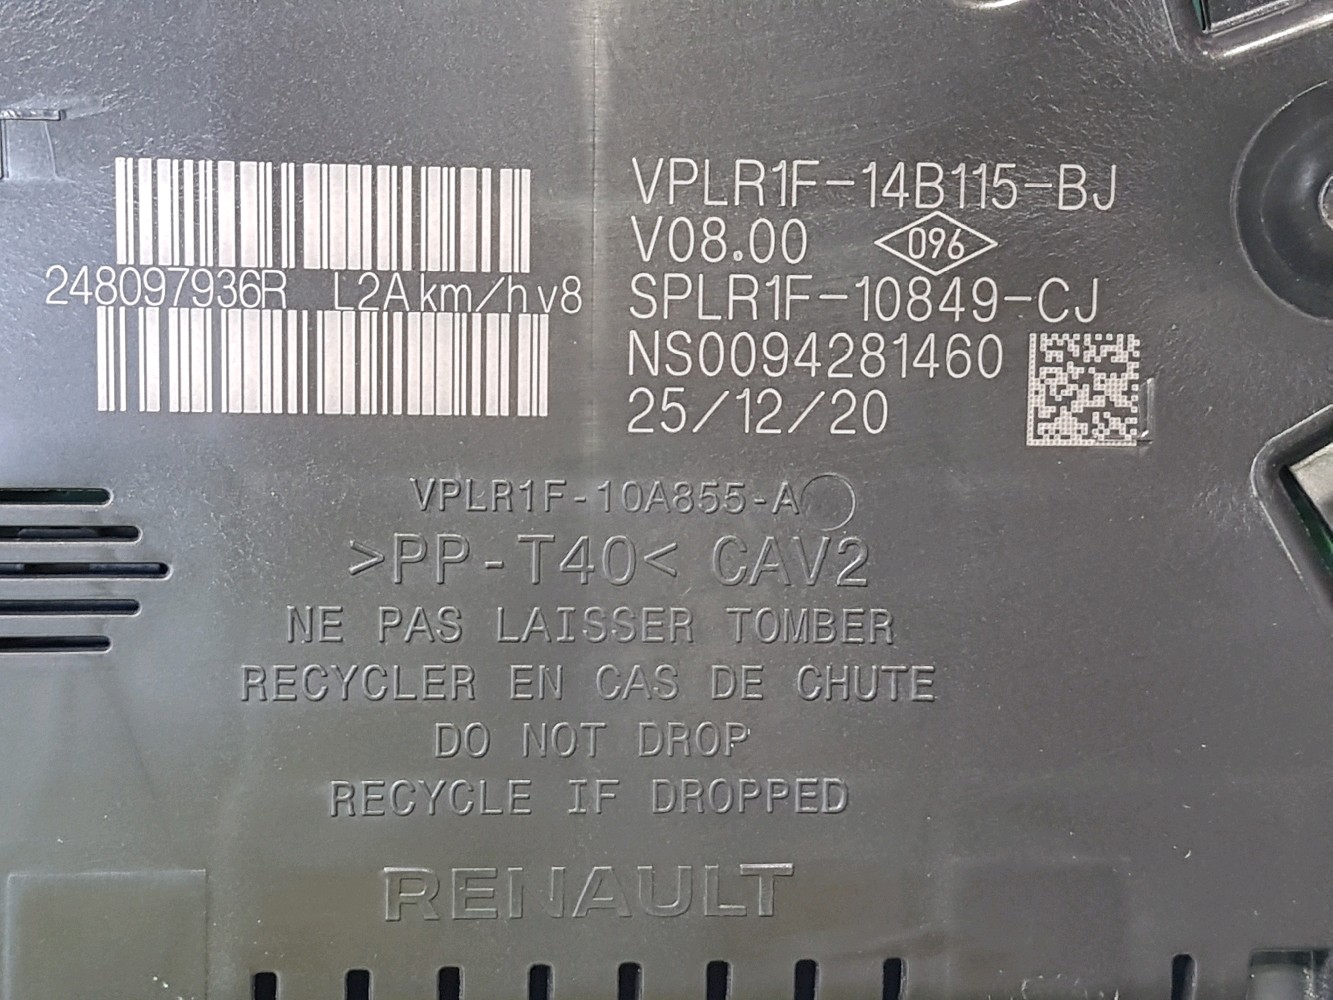 248097936R L2A km/h v8
VPLR1F-14B115-BJ
V08.00 096
SPLR1F-10849-CJ
NS0094281460
25/12/20
VPLR1F-10A855-A
>PP-T40< CAV2
NE PAS LAISSER TOMBER
RECYCLER EN CAS DE CHUTE
DO NOT DROP
RECYCLE IF DROPPED
RENAULT